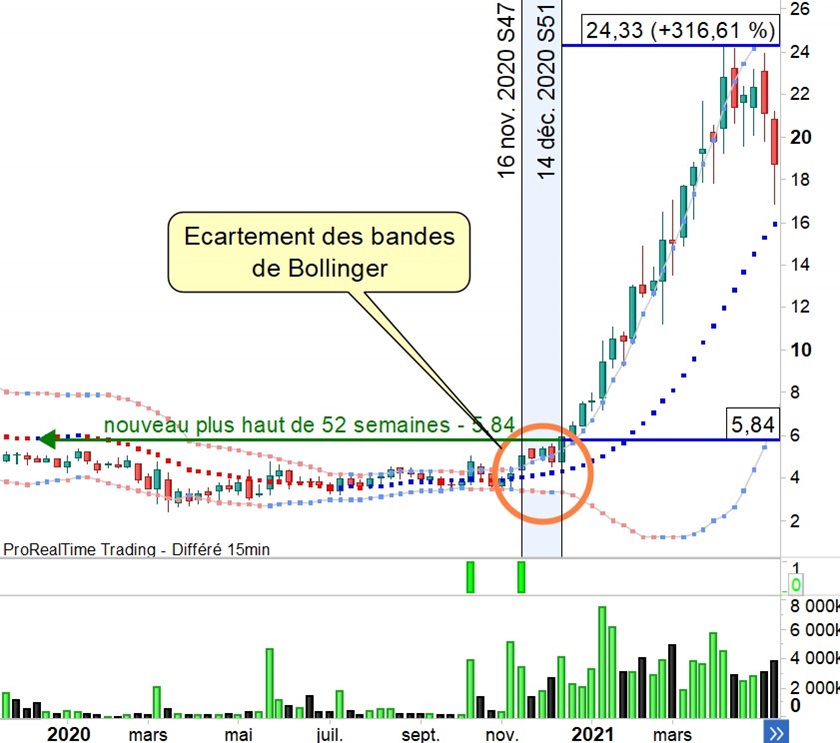 26
24,33 (+316,61 %)
24
22
20
18
16
14
12
10
8
6
4
2
16 nov. 2020 S47
14 déc. 2020 S51
Ecartement des bandes
de Bollinger
nouveau plus haut de 52 semaines - 5,84
5,84
ProRealTime Trading - Différé 15min
1
0
8 000k
6 000k
4 000k
2 000k
0
2020 mars mai juil. sept. nov. 2021 mars